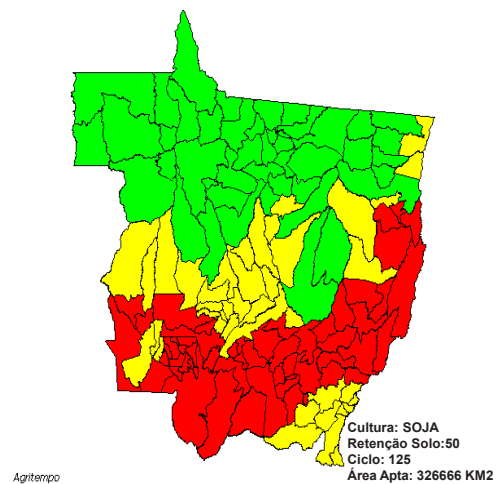 Cultura: SOJA
Retenção Solo:50
Ciclo: 125
Área Apta: 326666 KM2
Agritempo